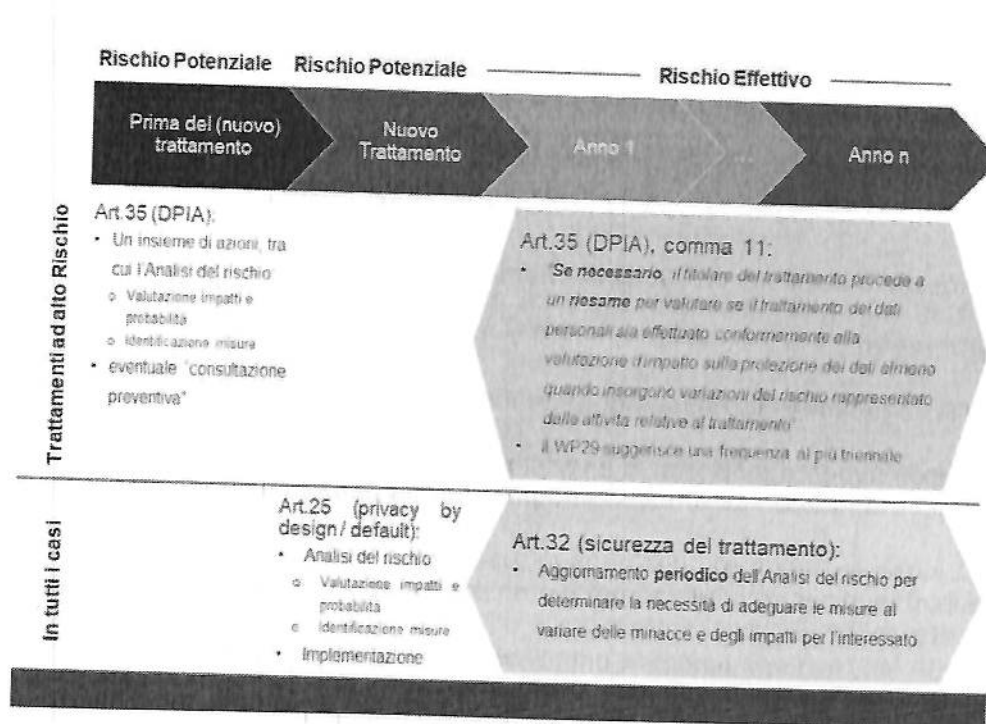 Rischio Potenziale
Rischio Potenziale
Rischio Effettivo
Prima del (nuovo)
trattamento
Nuovo
Trattamento
Anno 1
...
Anno n
Trattamenti ad alto Rischio
Art.35 (DPIA):
• Un insieme di azioni, tra
cui l'Analisi del rischio
o Valutazione impatti e
probabilità
o Identificazione misure
• eventuale "consultazione
preventiva"
Art.35 (DPIA), comma 11:
• "Se necessario, il titolare del trattamento procede a
un riesame per valutare se il trattamento dei dati
personali sia effettuato conformemente alla
valutazione d'impatto sulla protezione dei dati almeno
quando insorgono variazioni del rischio rappresentato
dalle attività relative al trattamento"
• il WP29 suggerisce una frequenza al più triennale
In tutti i casi
Art.25 (privacy by
design / default):
• Analisi del rischio
o Valutazione impatti e
probabilità
o Identificazione misure
• Implementazione
Art.32 (sicurezza del trattamento):
• Aggiornamento periodico dell'Analisi del rischio per
determinare la necessità di adeguare le misure al
variare delle minacce e degli impatti per l'interessato